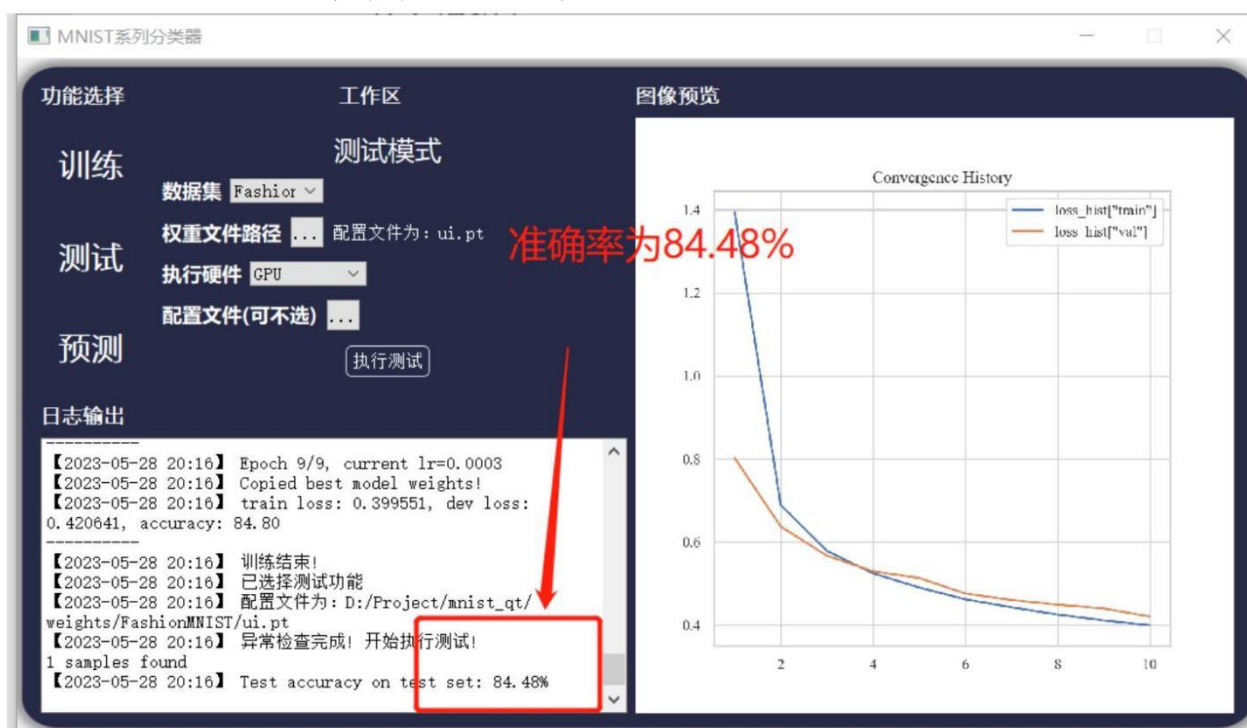 MNIST系列分类器
功能选择
工作区
图像预览
训练
测试
预测
测试模式
数据集 Fashior
权重文件路径 ... 配置文件为: ui.pt
执行硬件 GPU
配置文件(可不选) ...
执行测试
准确率为84.48%
日志输出
----------
【2023-05-28 20:16】 Epoch 9/9, current lr=0.0003
【2023-05-28 20:16】 Copied best model weights!
【2023-05-28 20:16】 train loss: 0.399551, dev loss:
0.420641, accuracy: 84.80
----------
【2023-05-28 20:16】 训练结束!
【2023-05-28 20:16】 已选择测试功能
【2023-05-28 20:16】 配置文件为: D:/Project/mnist_qt/
weights/FashionMNIST/ui.pt
【2023-05-28 20:16】 异常检查完成! 开始执行测试!
1 samples found
【2023-05-28 20:16】 Test accuracy on test set: 84.48%
Convergence History
loss_hist["train"]
loss_hist["val"]
1.4
1.2
1.0
0.8
0.6
0.4
2 4 6 8 10